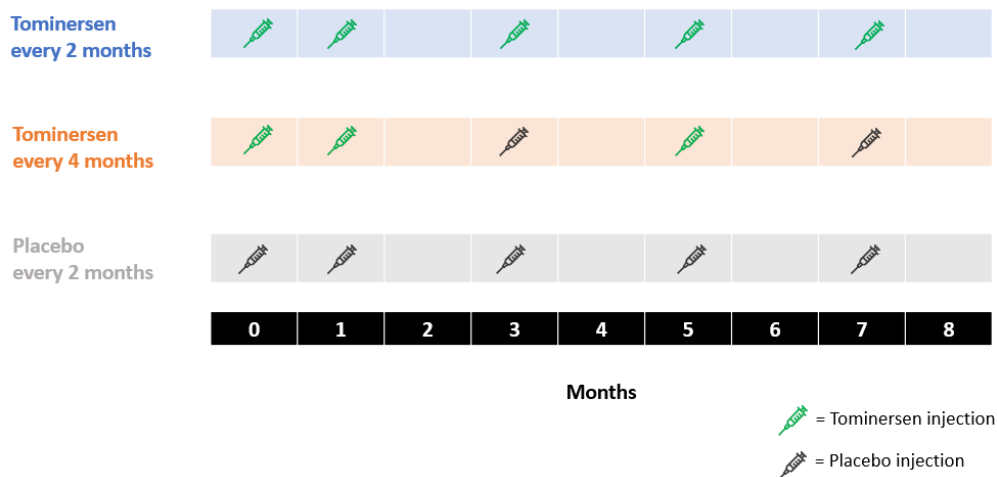 Tominersen
every 2 months
Tominersen
every 4 months
Placebo
every 2 months
0 1 2 3 4 5 6 7 8
Months
= Tominersen injection
= Placebo injection